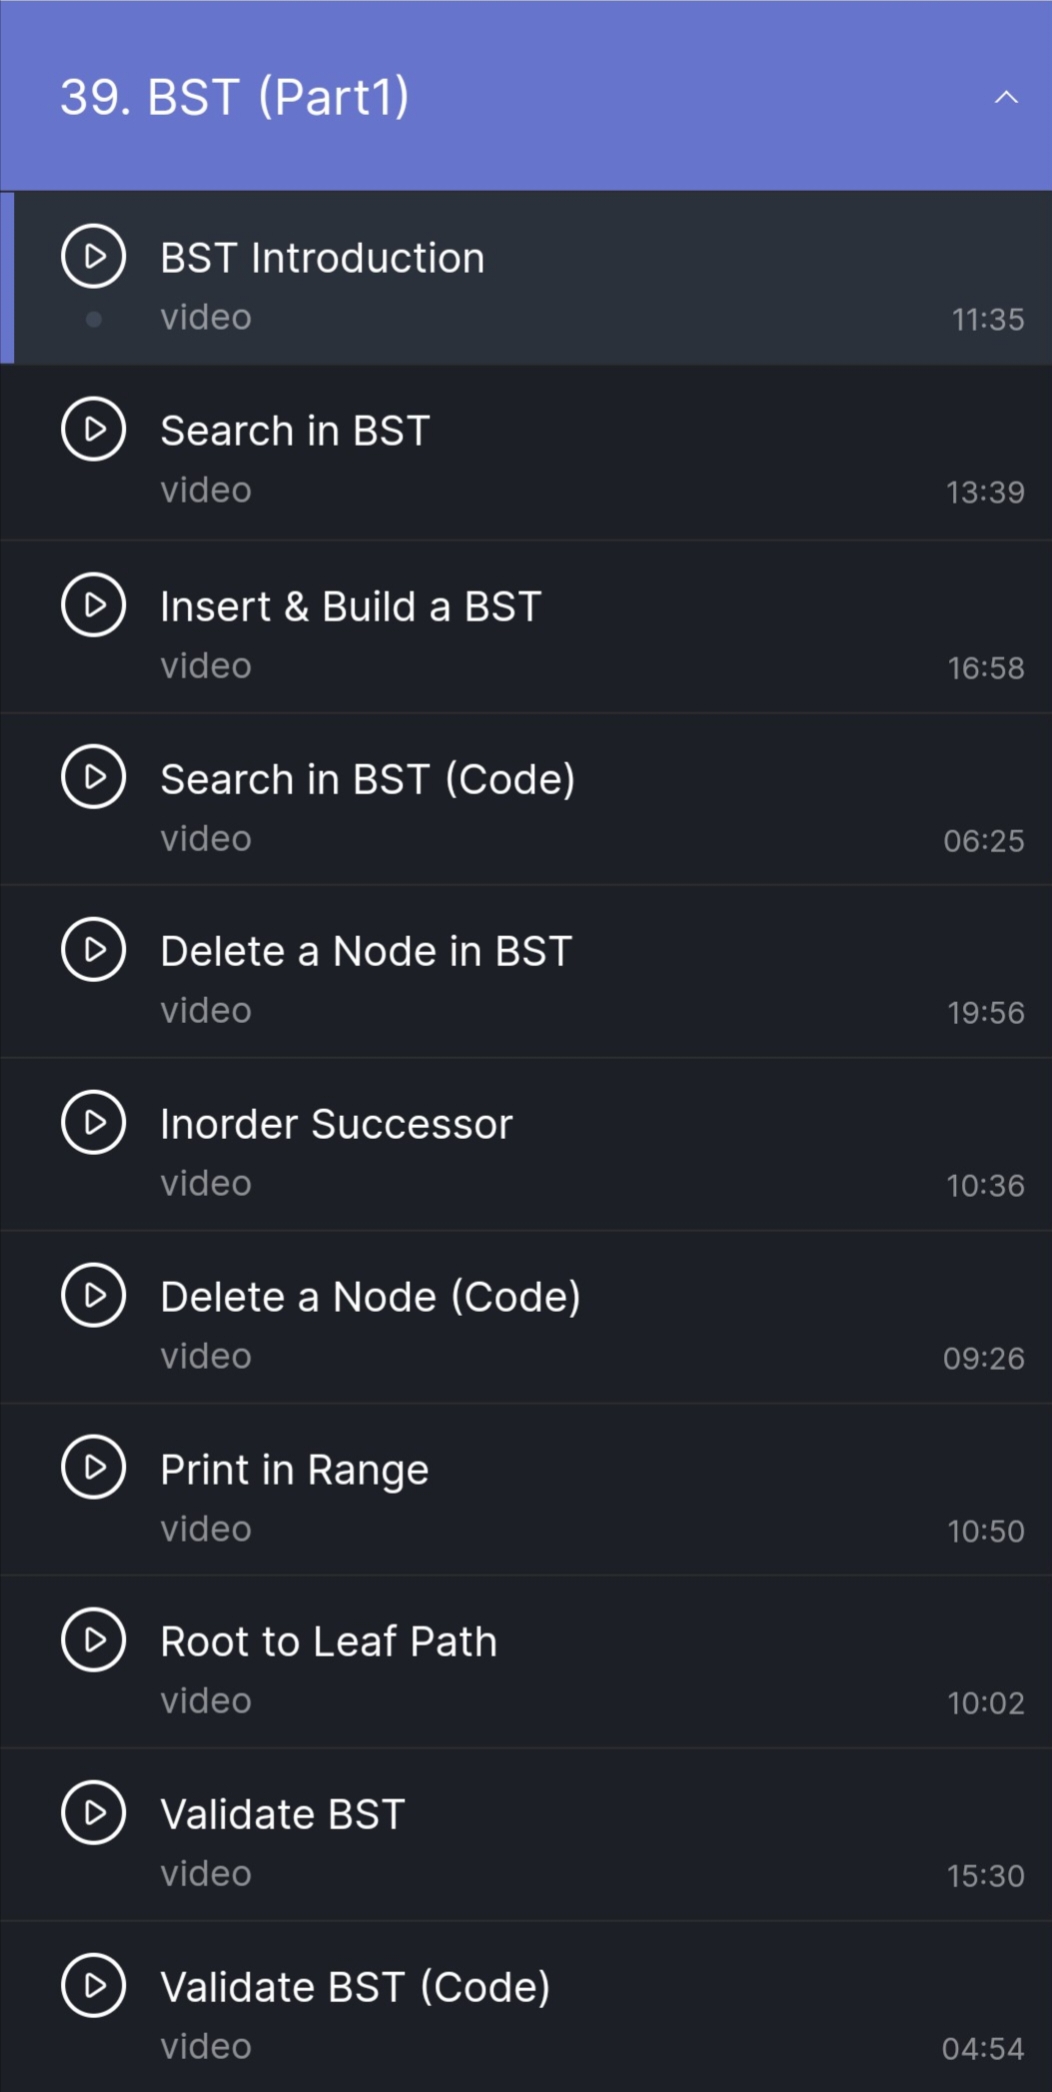 39. BST (Part1)
BST Introduction
video 11:35
Search in BST
video 13:39
Insert & Build a BST
video 16:58
Search in BST (Code)
video 06:25
Delete a Node in BST
video 19:56
Inorder Successor
video 10:36
Delete a Node (Code)
video 09:26
Print in Range
video 10:50
Root to Leaf Path
video 10:02
Validate BST
video 15:30
Validate BST (Code)
video 04:54